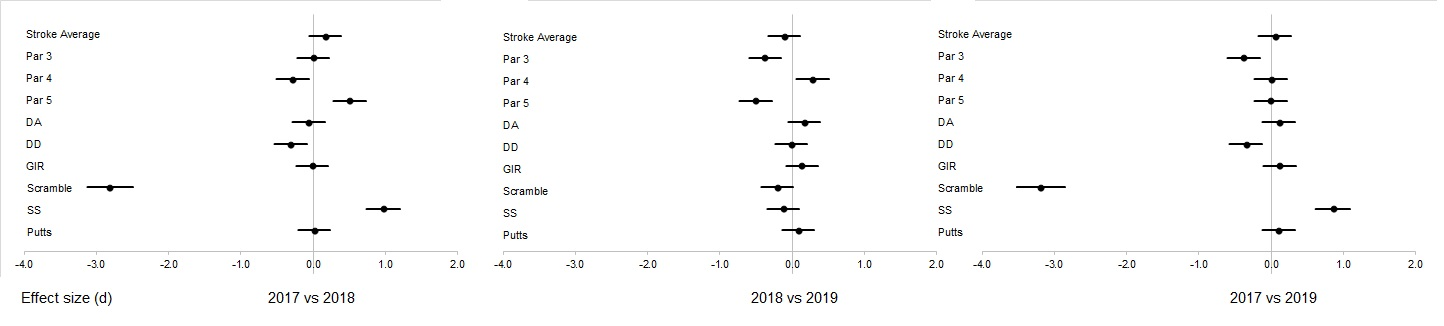 Stroke Average
Par 3
Par 4
Par 5
DA
DD
GIR
Scramble
SS
Putts
-4.0 -3.0 -2.0 -1.0 0.0 1.0 2.0
Effect size (d) 2017 vs 2018
Stroke Average
Par 3
Par 4
Par 5
DA
DD
GIR
Scramble
SS
Putts
-4.0 -3.0 -2.0 -1.0 0.0 1.0 2.0
2018 vs 2019
Stroke Average
Par 3
Par 4
Par 5
DA
DD
GIR
Scramble
SS
Putts
-4.0 -3.0 -2.0 -1.0 0.0 1.0 2.0
2017 vs 2019